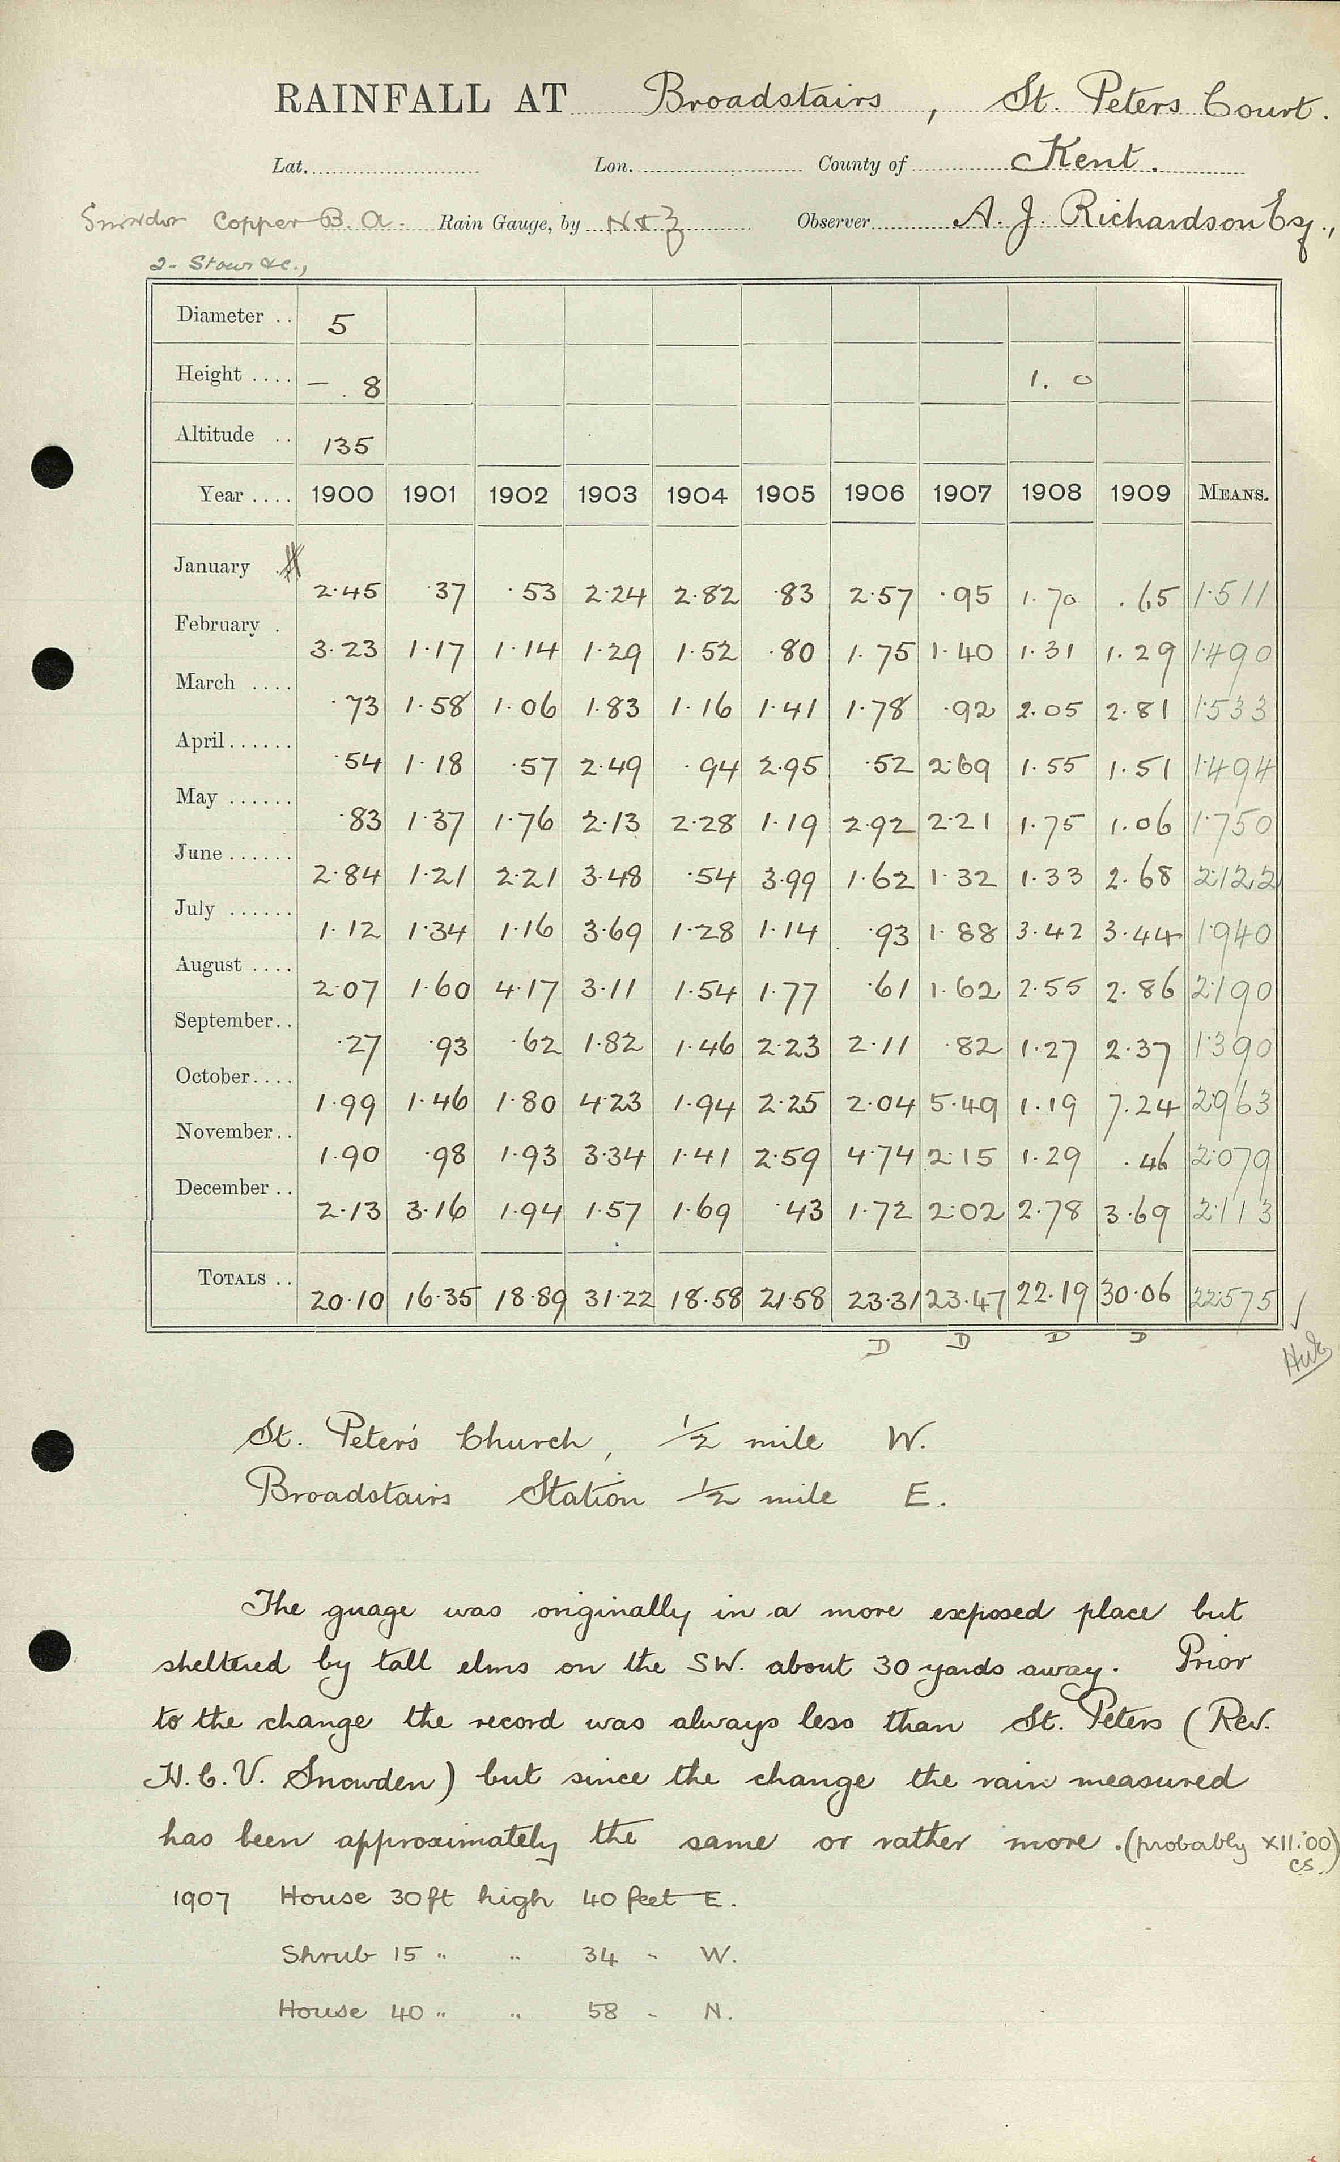 RAINFALL AT Broadstairs, St. Peters Court.
Lat. Lon. County of Kent.
Copper B.a. Rain Gauge, by N & Z Observer A. J. Richardson Esq.,
Diameter .. 5
Height .... – . 8 1. 0
Altitude .. 135
Year .... 1900 1901 1902 1903 1904 1905 1906 1907 1908 1909 MEANS.
January 2·45 ·37 ·53 2·24 2·82 ·83 2·57 ·95 1.70 .65 1·511
February . 3·23 1·17 1·14 1·29 1·52 ·80 1·75 1·40 1·31 1.29 1·490
March .... ·73 1·58 1·06 1·83 1·16 1·41 1·78 ·92 2.05 2.81 1·533
April...... ·54 1·18 ·57 2·49 ·94 2·95 ·52 2·69 1·55 1.51 1·494
May ...... ·83 1·37 1·76 2·13 2·28 1·19 2·92 2·21 1·75 1.06 1·750
June...... 2·84 1·21 2·21 3·48 ·54 3·99 1·62 1·32 1·33 2.68 2·122
July ...... 1·12 1·34 1·16 3·69 1·28 1·14 ·93 1·88 3·42 3·44 1·940
August .... 2·07 1·60 4·17 3·11 1·54 1·77 ·61 1·62 2·55 2.86 2·190
September.. ·27 ·93 ·62 1·82 1·46 2·23 2·11 ·82 1·27 2·37 1·390
October.... 1·99 1·46 1·80 4·23 1·94 2·25 2·04 5·49 1·19 7.24 2·963
November.. 1·90 ·98 1·93 3·34 1·41 2·59 4·74 2·15 1·29 .46 2·079
December .. 2·13 3·16 1·94 1·57 1·69 ·43 1·72 2·02 2·78 3·69 2·113
TOTALS .. 20·10 16·35 18·89 31·22 18·58 21·58 23·31 23·47 22·19 30·06 22·575
D D D D
St. Peter's Church, 1/2 mile W.
Broadstairs Station 1/2 mile E.
The guage was originally in a more exposed place but
sheltered by tall elms on the SW. about 30 yards away. Prior
to the change the record was always less than St. Peters (Rev.
H. C. V. Snowden) but since the change the rain measured
has been approximately the same or rather more. (probably XII.'00)
cs.
1907 House 30 ft high 40 feet E.
Shrub 15 " " 34 " W.
House 40 " " 58 " N.